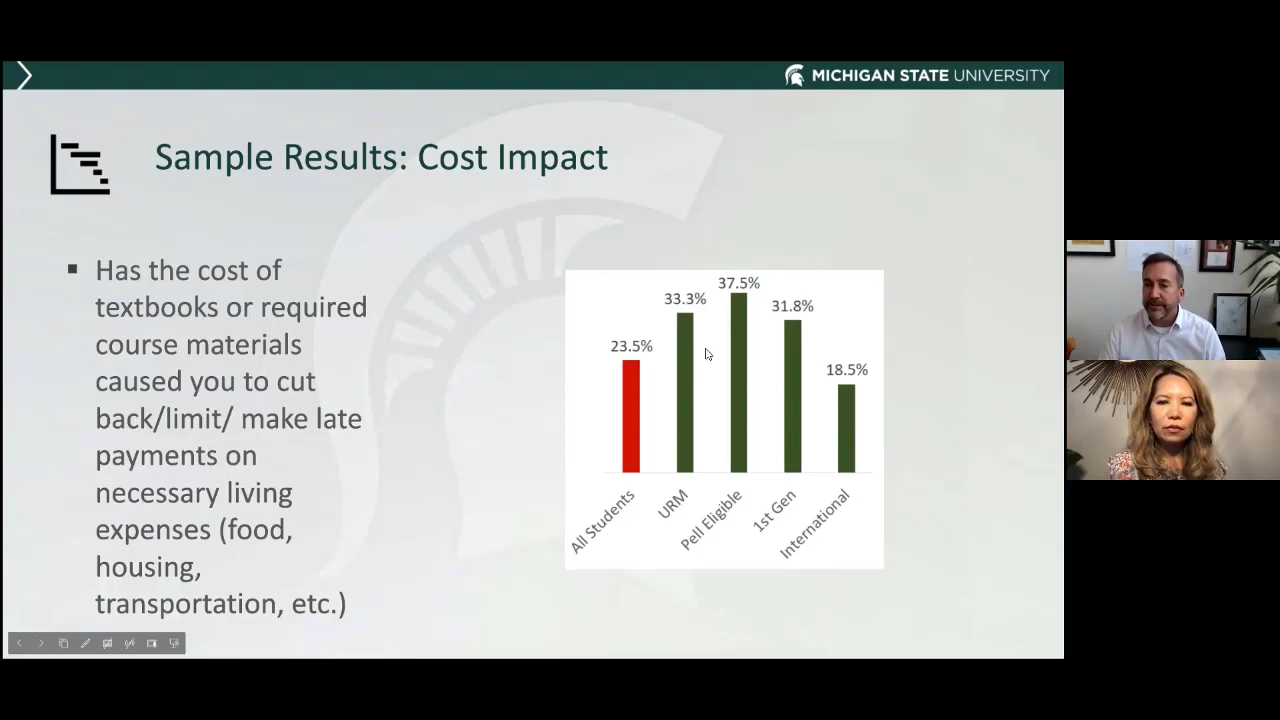 MICHIGAN STATE UNIVERSITY
Sample Results: Cost Impact
Has the cost of
textbooks or required
course materials
caused you to cut
back/limit/ make late
payments on
necessary living
expenses (food,
housing,
transportation, etc.)
23.5%
33.3%
37.5%
31.8%
18.5%
All Students
URM
Pell Eligible
1st Gen
International